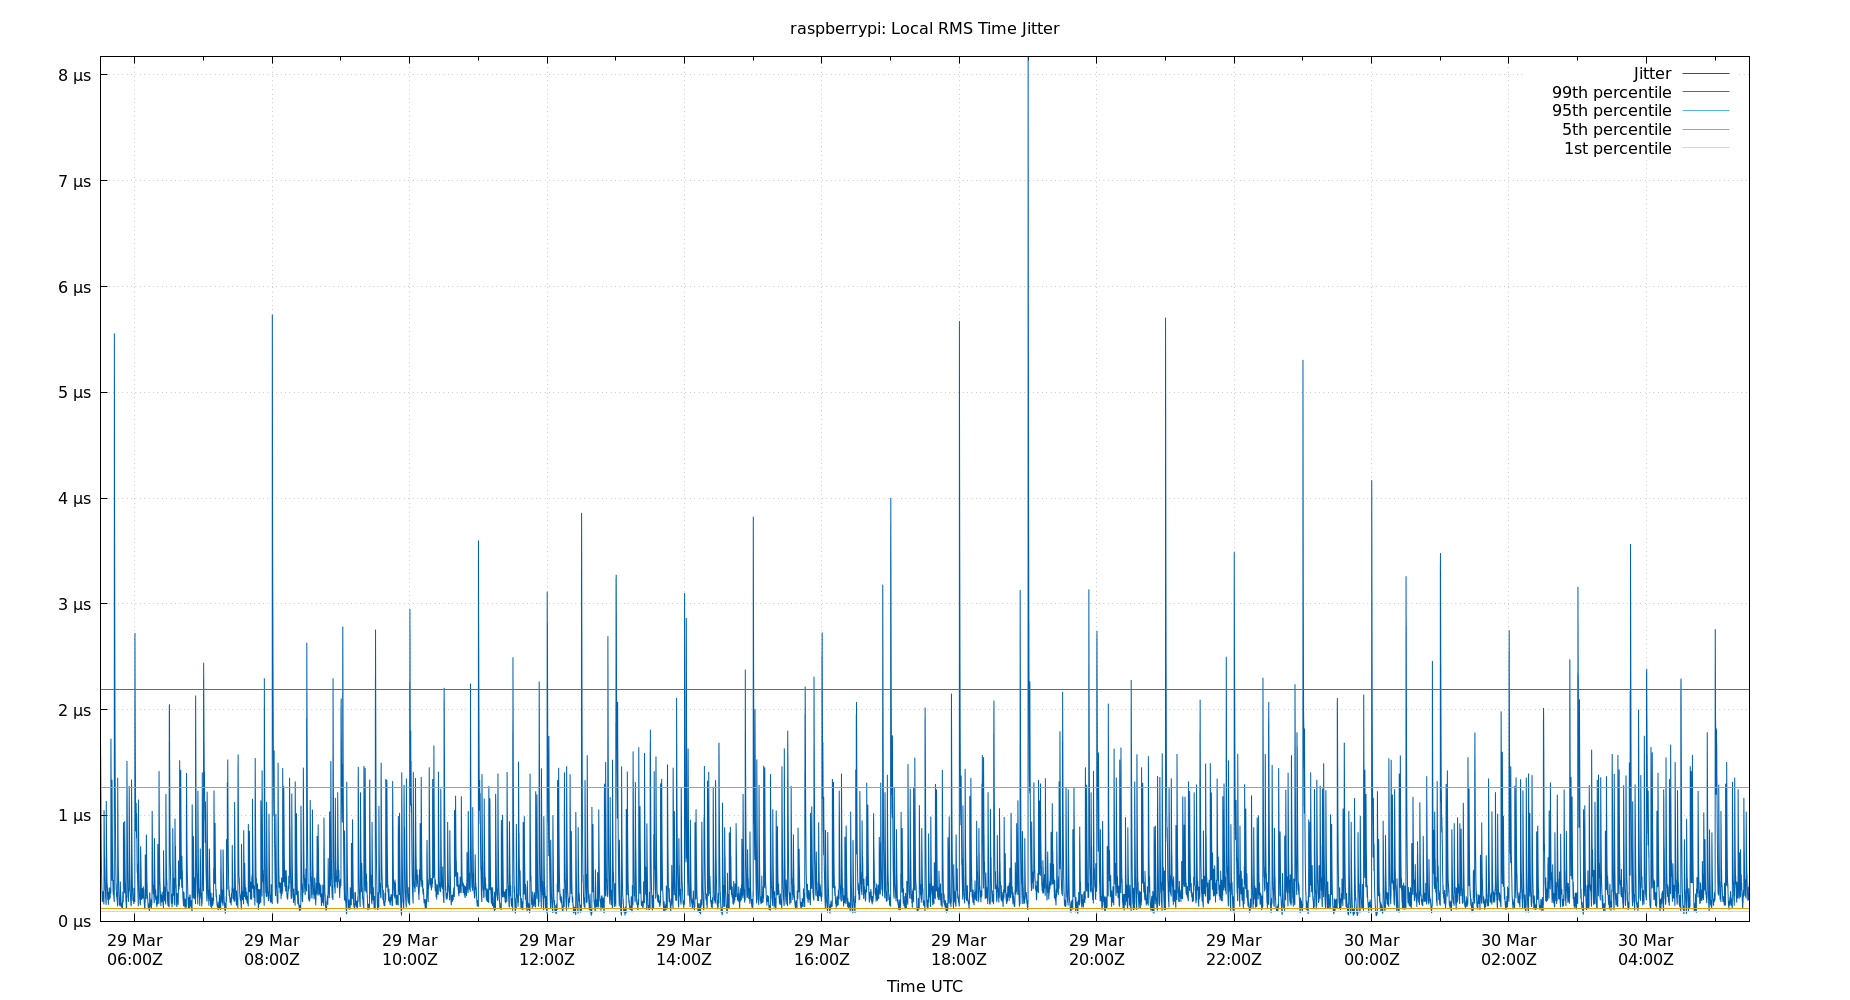 raspberrypi: Local RMS Time Jitter
8 µs
7 µs
6 µs
5 µs
4 µs
3 µs
2 µs
1 µs
0 µs
Jitter
99th percentile
95th percentile
5th percentile
1st percentile
29 Mar 29 Mar 29 Mar 29 Mar 29 Mar 29 Mar 29 Mar 29 Mar 29 Mar 30 Mar 30 Mar 30 Mar
06:00Z 08:00Z 10:00Z 12:00Z 14:00Z 16:00Z 18:00Z 20:00Z 22:00Z 00:00Z 02:00Z 04:00Z
Time UTC